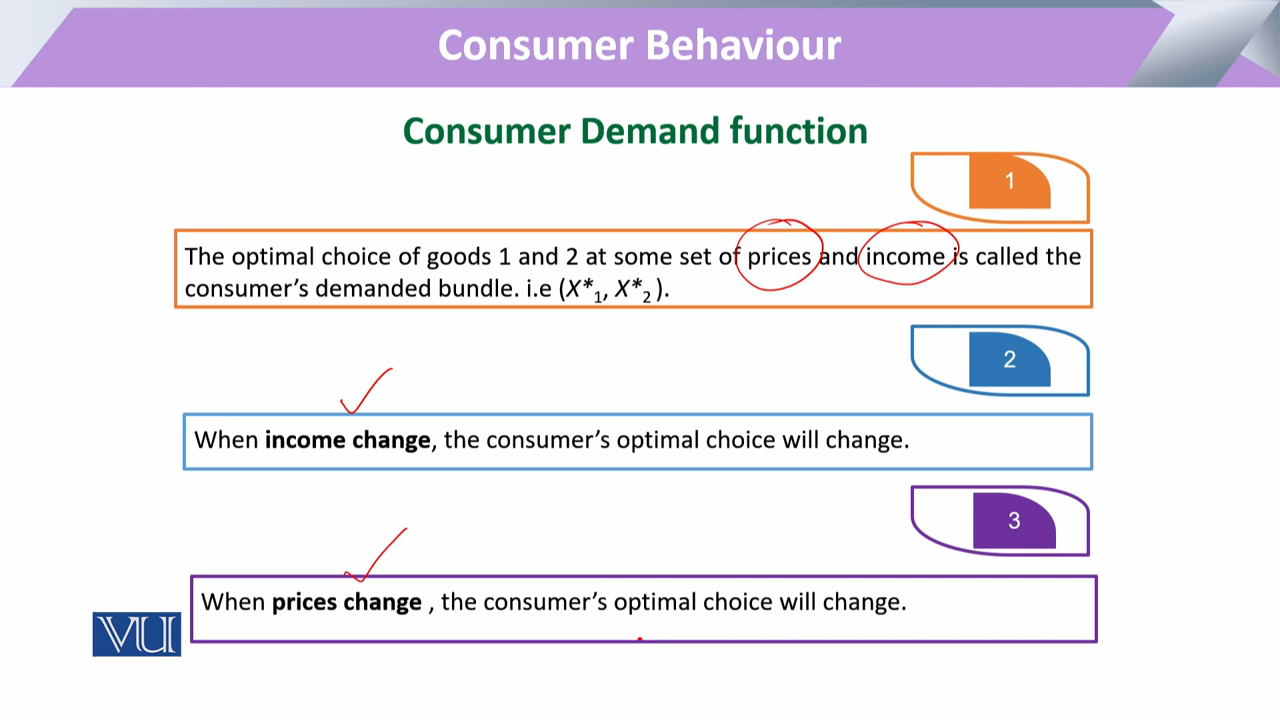 Consumer Behaviour
Consumer Demand function
1
The optimal choice of goods 1 and 2 at some set of prices and income is called the
consumer’s demanded bundle. i.e (X*₁, X*₂ ).
2
When income change, the consumer’s optimal choice will change.
3
When prices change , the consumer’s optimal choice will change.
VU